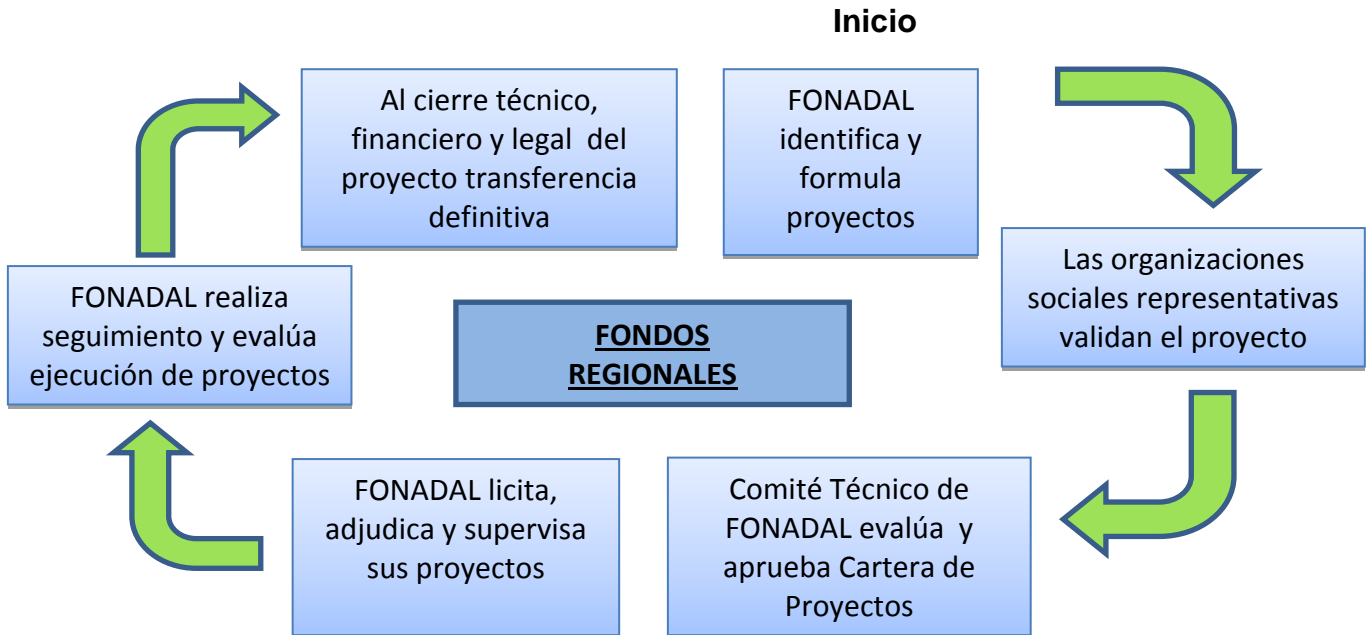 Inicio
FONADAL
identifica y
formula
proyectos
Las organizaciones
sociales representativas
validan el proyecto
Comité Técnico de
FONADAL evalúa y
aprueba Cartera de
Proyectos
FONADAL licita,
adjudica y supervisa
sus proyectos
FONADAL realiza
seguimiento y evalúa
ejecución de proyectos
Al cierre técnico,
financiero y legal del
proyecto transferencia
definitiva
FONDOS
REGIONALES